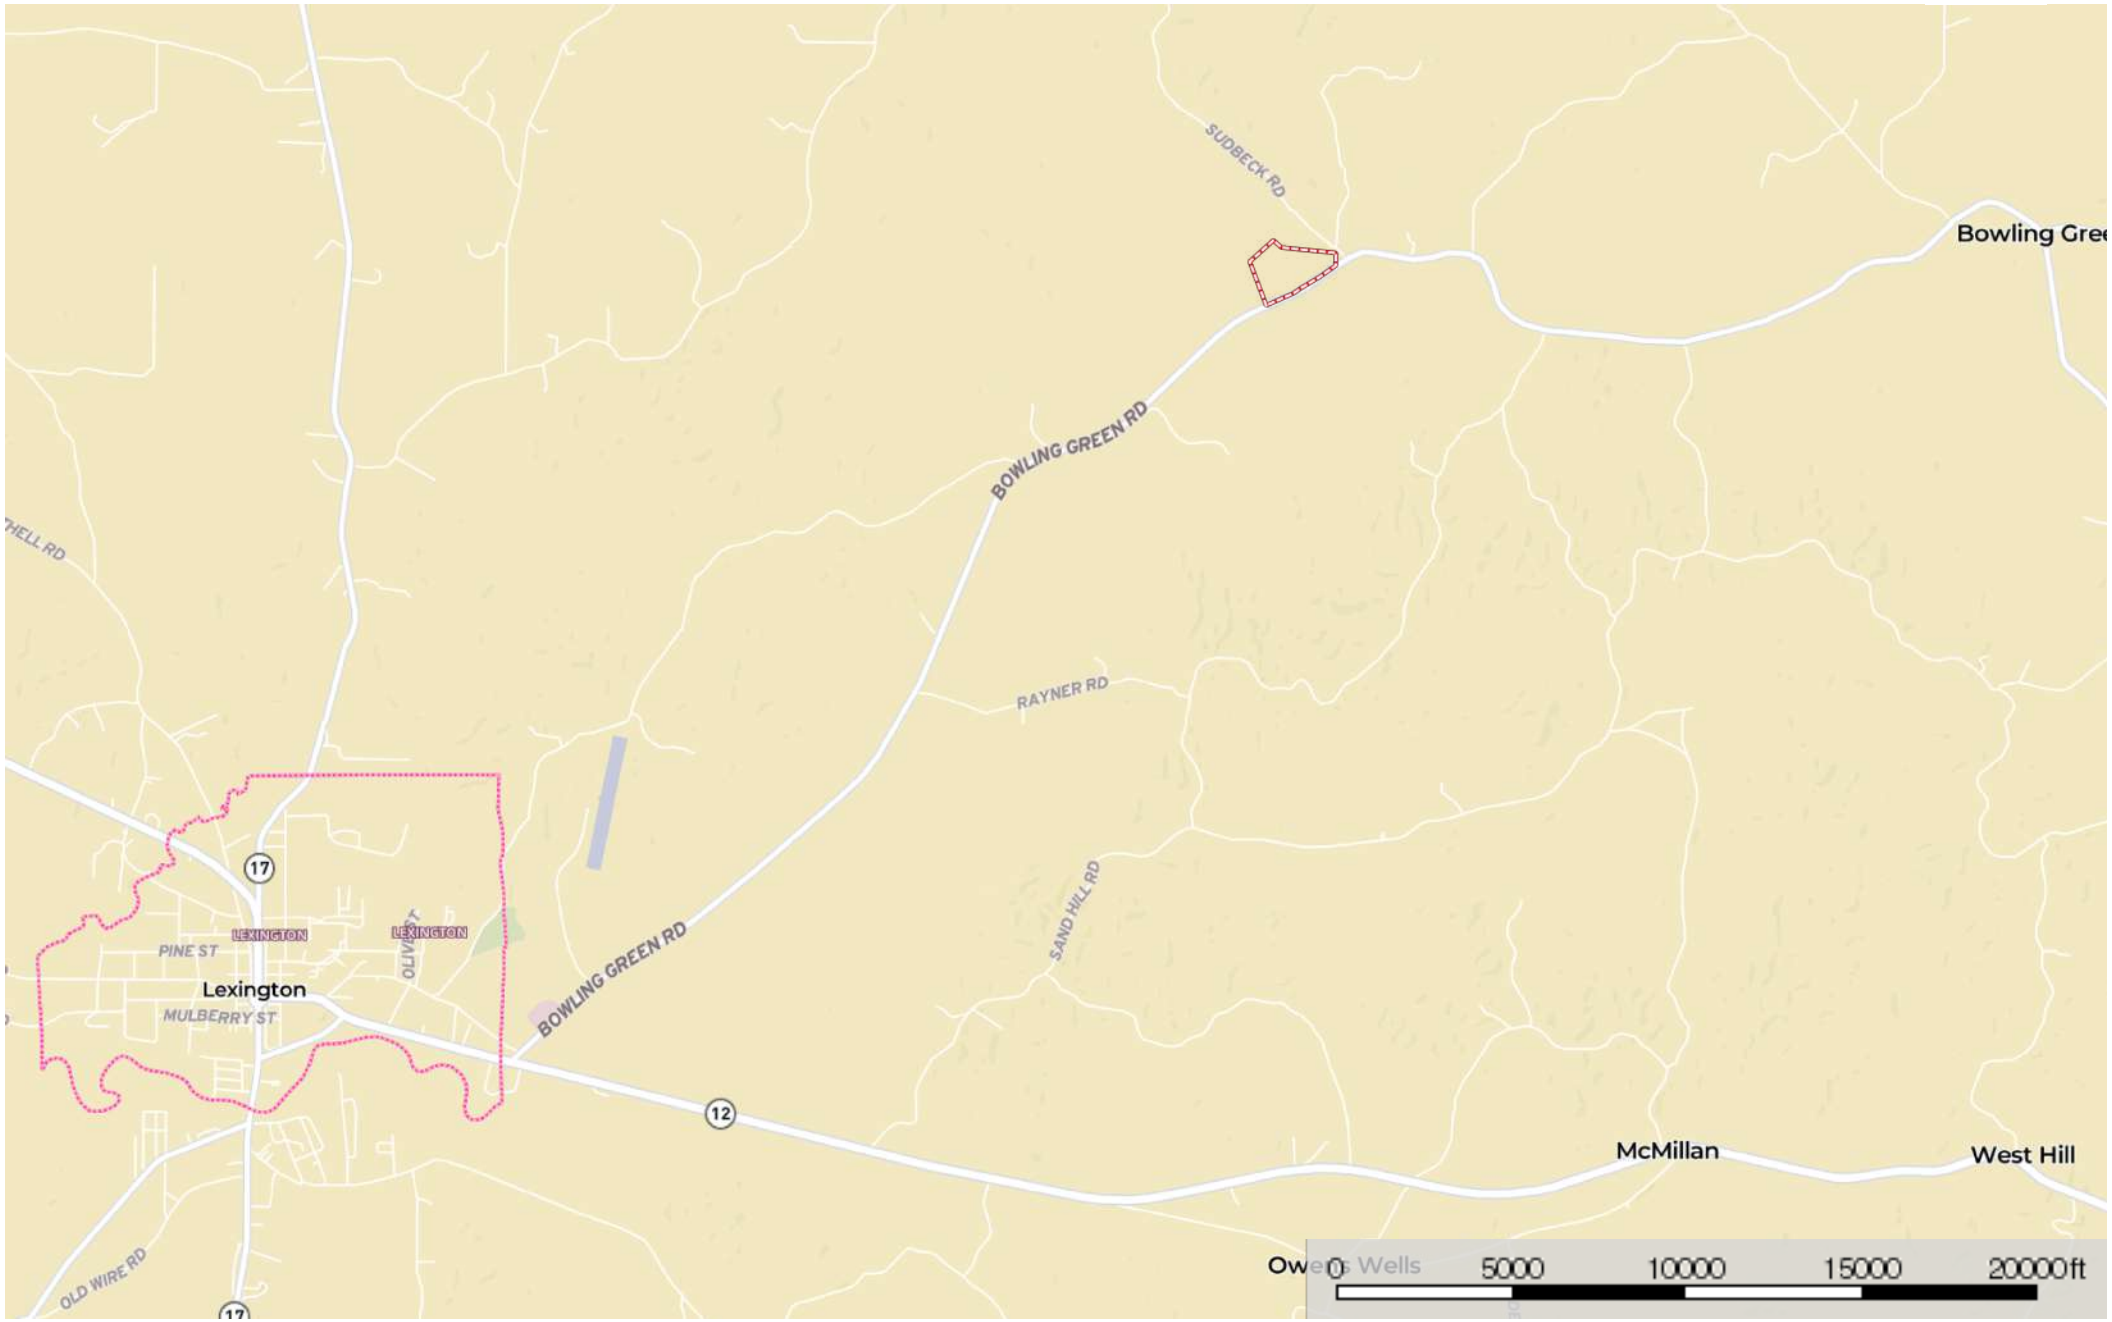 SUDBECK RD
Bowling Gree
BOWLING GREEN RD
THELL RD
RAYNER RD
17
SAND HILL RD
LEXINGTON
LEXINGTON
OLIVE ST
PINE ST
BOWLING GREEN RD
Lexington
MULBERRY ST
12
McMillan
West Hill
OLD WIRE RD
Owens Wells
0 5000 10000 15000 20000ft
17